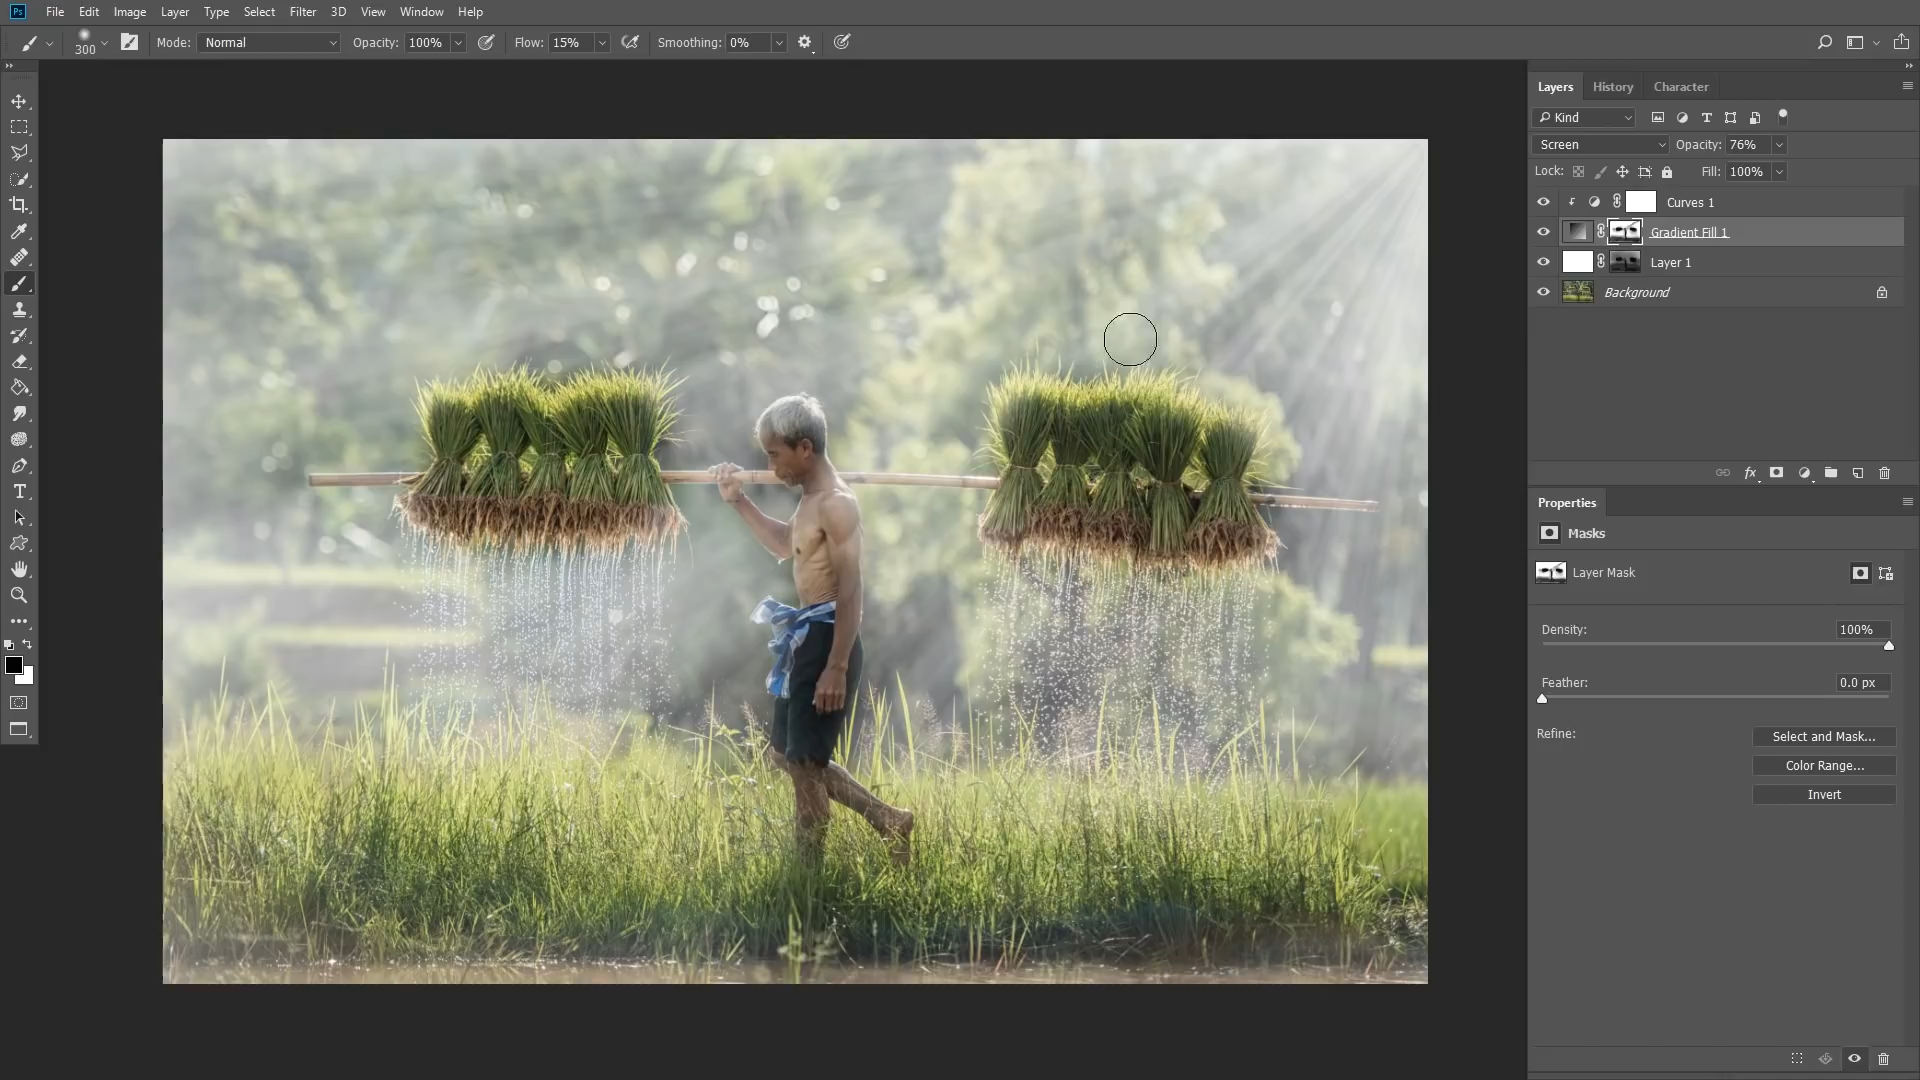 Ps File Edit Image Layer Type Select Filter 3D View Window Help
300 Mode: Normal Opacity: 100% Flow: 15% Smoothing: 0%
Layers History Character
Kind
Screen Opacity: 76%
Lock: Fill: 100%
Curves 1
Gradient Fill 1
Layer 1
Background
Properties
Masks
Layer Mask
Density: 100%
Feather: 0.0 px
Refine: Select and Mask...
Color Range...
Invert